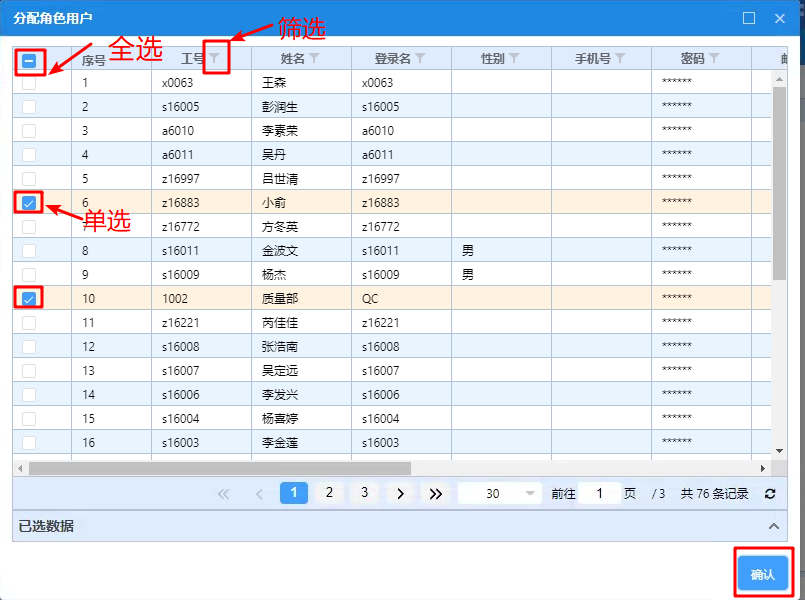 分配角色用户
全选
筛选
序号 工号 姓名 登录名 性别 手机号 密码
1 x0063 王森 x0063 ******
2 s16005 彭润生 s16005 ******
3 a6010 李素荣 a6010 ******
4 a6011 吴丹 a6011 ******
5 z16997 吕世清 z16997 ******
6 z16883 小俞 z16883 ******
单选
z16772 方冬英 z16772 ******
8 s16011 金波文 s16011 男 ******
9 s16009 杨杰 s16009 男 ******
10 1002 质量部 QC ******
11 z16221 芮佳佳 z16221 ******
12 s16008 张浩南 s16008 ******
13 s16007 吴定远 s16007 ******
14 s16006 李发兴 s16006 ******
15 s16004 杨喜婷 s16004 ******
16 s16003 李金莲 s16003 ******
1 2 3 30 前往 1 页 / 3 共 76 条记录
已选数据
确认